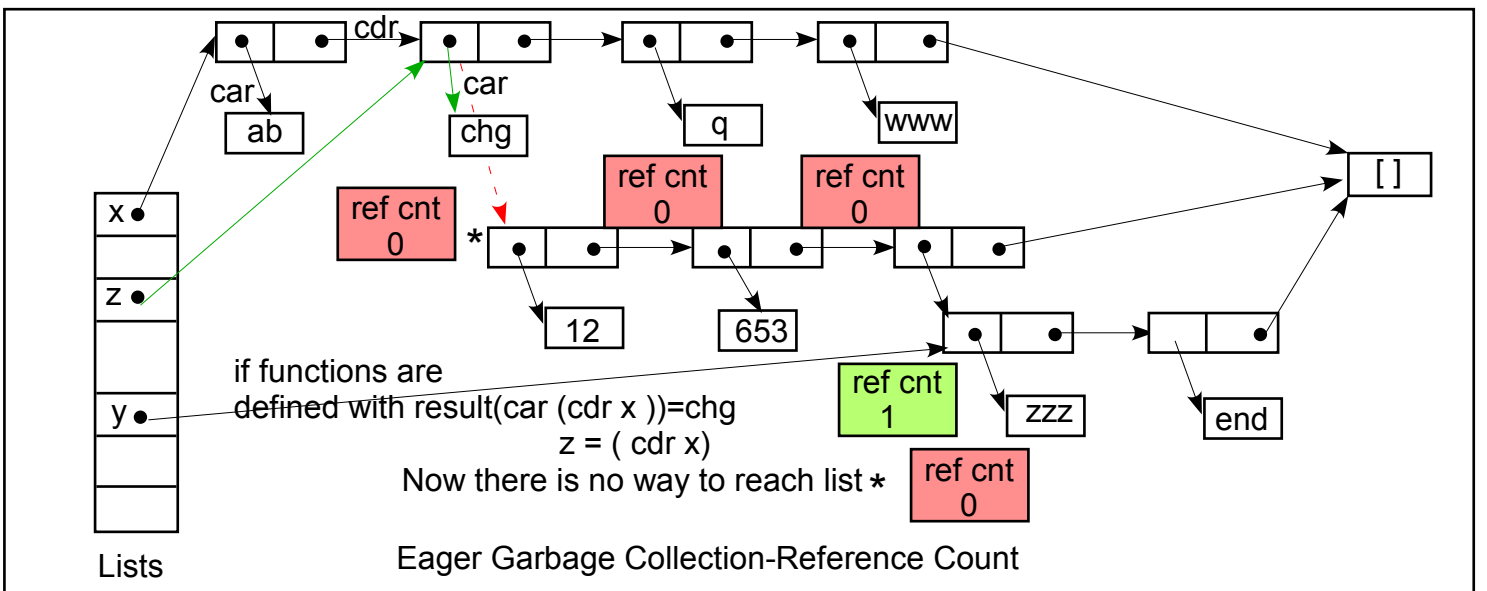 cdr
car
car
ab
chg
q
www
[ ]
x
ref cnt
0
ref cnt
0
ref cnt
0
*
z
12
653
if functions are
defined with result(car (cdr x ))=chg
z = ( cdr x)
Now there is no way to reach list *
y
ref cnt
1
zzz
end
ref cnt
0
Lists
Eager Garbage Collection-Reference Count